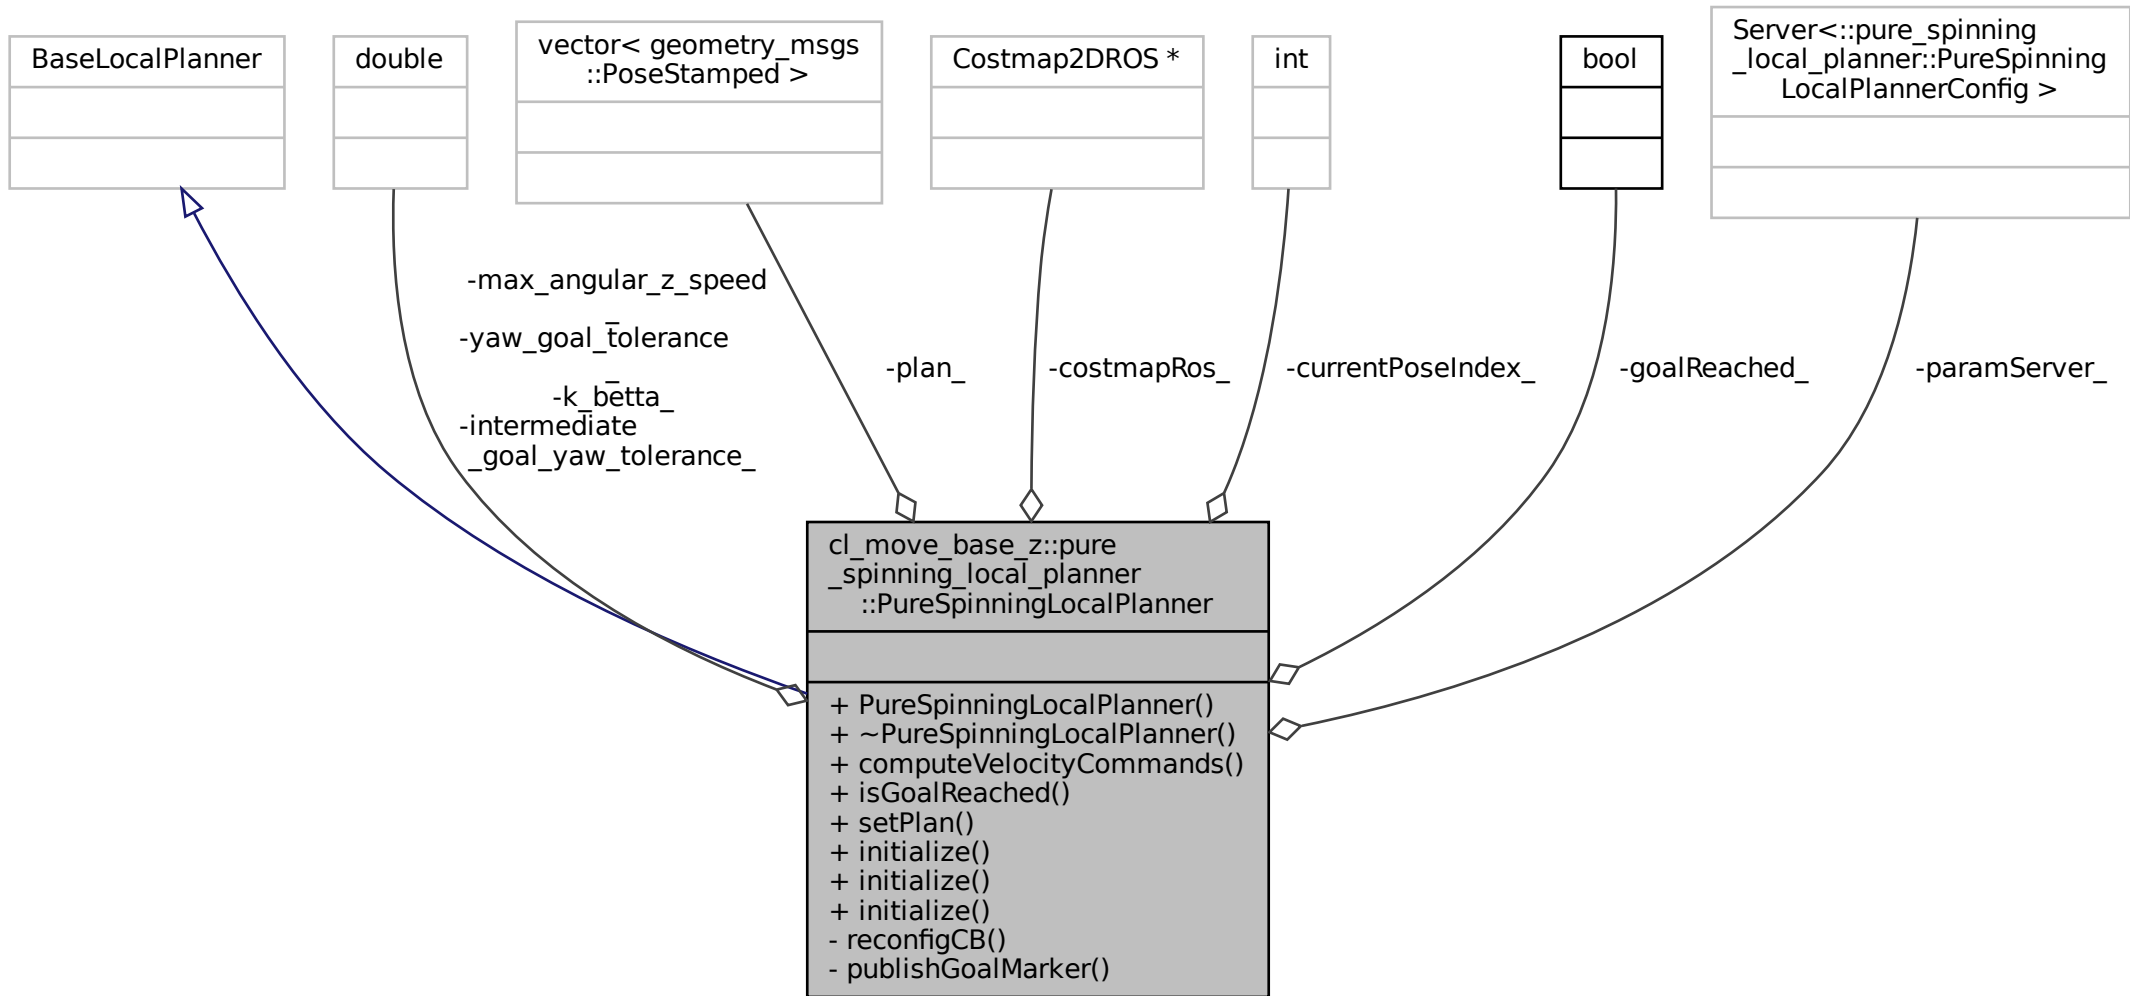 BaseLocalPlanner
double
vector< geometry_msgs
::PoseStamped >
Costmap2DROS *
int
bool
Server<::pure_spinning
_local_planner::PureSpinning
LocalPlannerConfig >
-max_angular_z_speed
_
-yaw_goal_tolerance
_
-k_betta_
-intermediate
_goal_yaw_tolerance_
-plan_
-costmapRos_
-currentPoseIndex_
-goalReached_
-paramServer_
cl_move_base_z::pure
_spinning_local_planner
::PureSpinningLocalPlanner
+ PureSpinningLocalPlanner()
+ ~PureSpinningLocalPlanner()
+ computeVelocityCommands()
+ isGoalReached()
+ setPlan()
+ initialize()
+ initialize()
+ initialize()
- reconfigCB()
- publishGoalMarker()